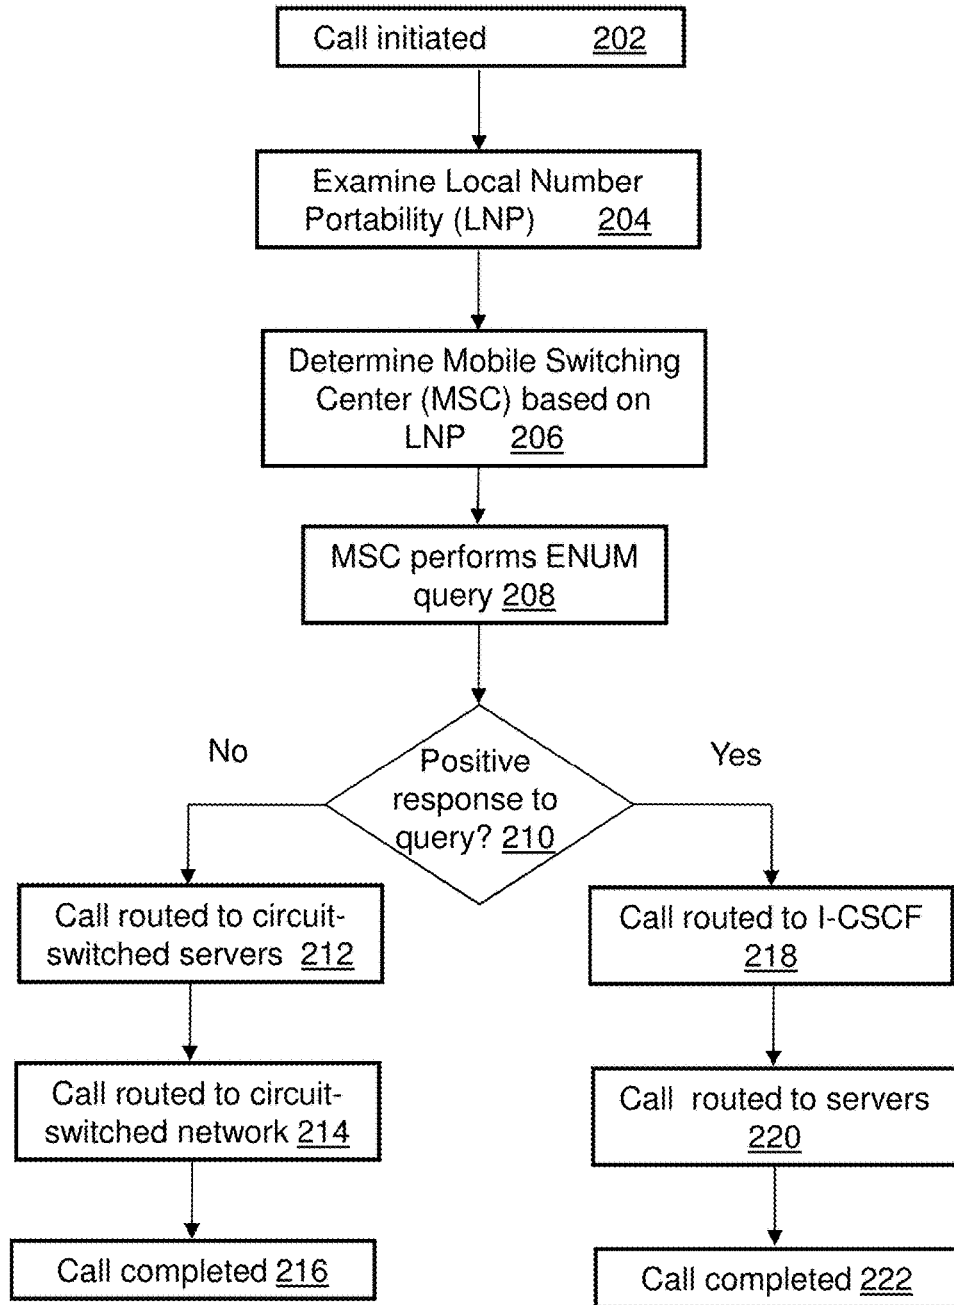 Call initiated 202
Examine Local Number
Portability (LNP) 204
Determine Mobile Switching
Center (MSC) based on
LNP 206
MSC performs ENUM
query 208
Positive
response to
query? 210
No
Yes
Call routed to circuit-
switched servers 212
Call routed to circuit-
switched network 214
Call completed 216
Call routed to I-CSCF
218
Call routed to servers
220
Call completed 222